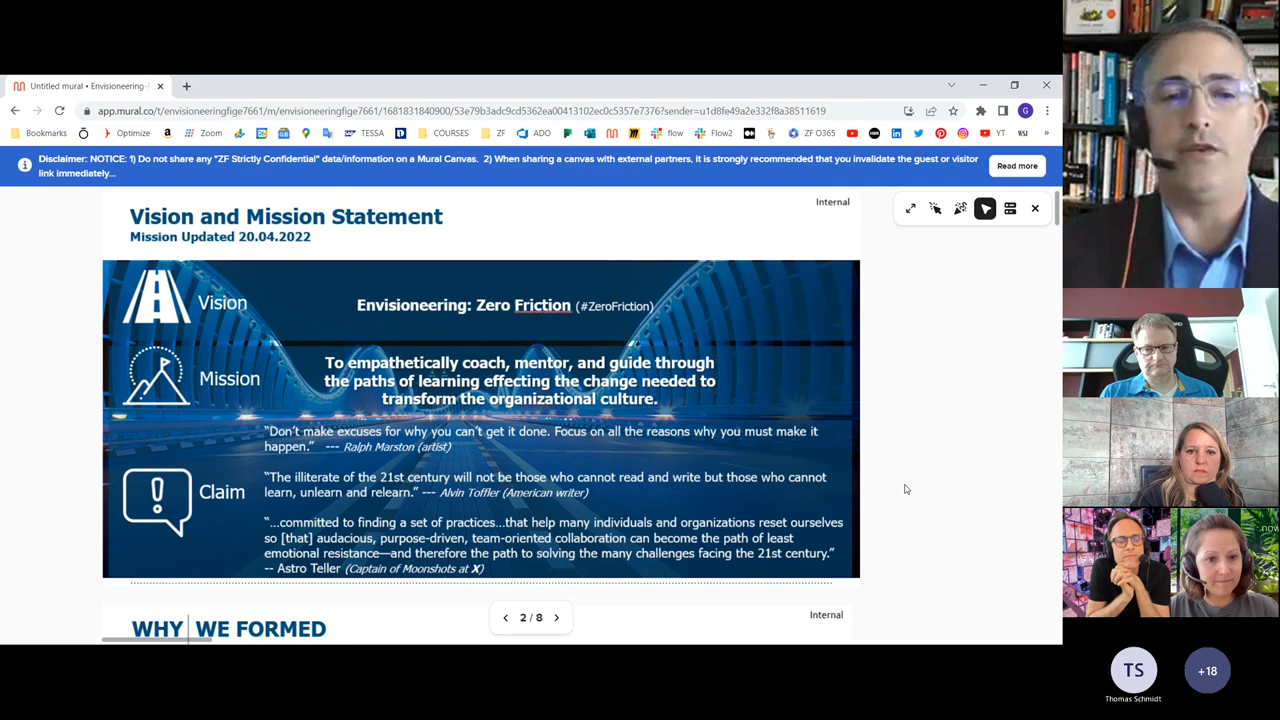 Untitled mural • Envisioneering-
app.mural.co/t/envisioneeringfige7661/m/envisioneeringfige7661/1681831840900/53e79b3adc9cd5362ea00413102ec0c5357e7376?sender=u1d8fe49a2e332f8a38511619
G
Bookmarks
Optimize
Zoom
TESSA
COURSES
ZF
ADO
flow
Flow2
ZF O365
YT
WSJ
Disclaimer: NOTICE: 1) Do not share any "ZF Strictly Confidential" data/information on a Mural Canvas. 2) When sharing a canvas with external partners, it is strongly recommended that you invalidate the guest or visitor
link immediately...
Read more
Internal
Vision and Mission Statement
Mission Updated 20.04.2022
Vision
Envisioneering: Zero Friction (#ZeroFriction)
Mission
To empathetically coach, mentor, and guide through
the paths of learning effecting the change needed to
transform the organizational culture.
Claim
“Don’t make excuses for why you can’t get it done. Focus on all the reasons why you must make it
happen.” --- Ralph Marston (artist)
“The illiterate of the 21st century will not be those who cannot read and write but those who cannot
learn, unlearn and relearn.” --- Alvin Toffler (American writer)
“…committed to finding a set of practices…that help many individuals and organizations reset ourselves
so [that] audacious, purpose-driven, team-oriented collaboration can become the path of least
emotional resistance—and therefore the path to solving the many challenges facing the 21st century.”
-- Astro Teller (Captain of Moonshots at X)
Internal
WHY WE FORMED
2 / 8
now
TS
Thomas Schmidt
+18